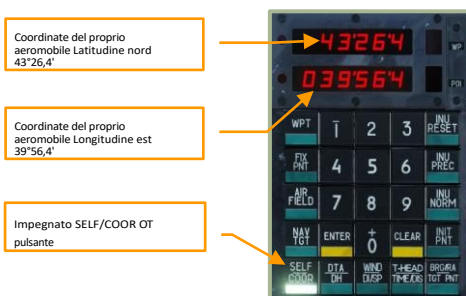 Coordinate del proprio
aeromobile Latitudine nord
43°26,4'
Coordinate del proprio
aeromobile Longitudine est
39°56,4'
Impegnato SELF/COOR OT
pulsante
43'26'4
WP
039'56'4
POI
WPT
1
2
3
INU
RESET
FIX
PNT
4
5
6
INU
PREC
AIR
FIELD
7
8
9
INU
NORM
NAV
TGT
ENTER
+
0
CLEAR
INIT
PNT
SELF
COOR
DTA
DH
WIND
DI/SP
T-HEAD
TIME/DIS
BRG/RA
TGT PNT